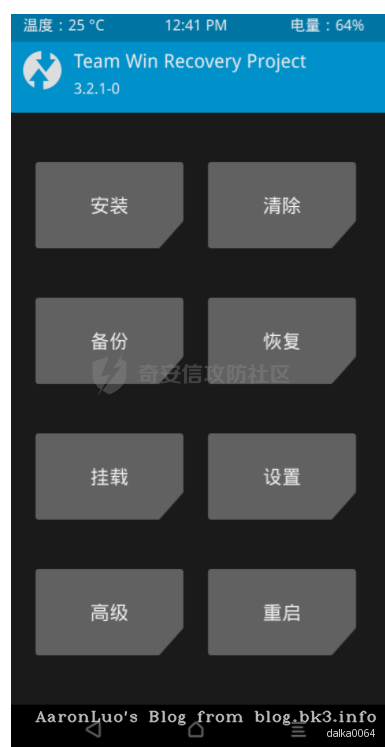 温度：25 °C 12:41 PM 电量：64%
Team Win Recovery Project
3.2.1-0
安装 清除
备份 恢复
奇安信攻防社区
挂载 设置
高级 重启
AaronLuo's Blog from blog.bk3.info
dalka0064